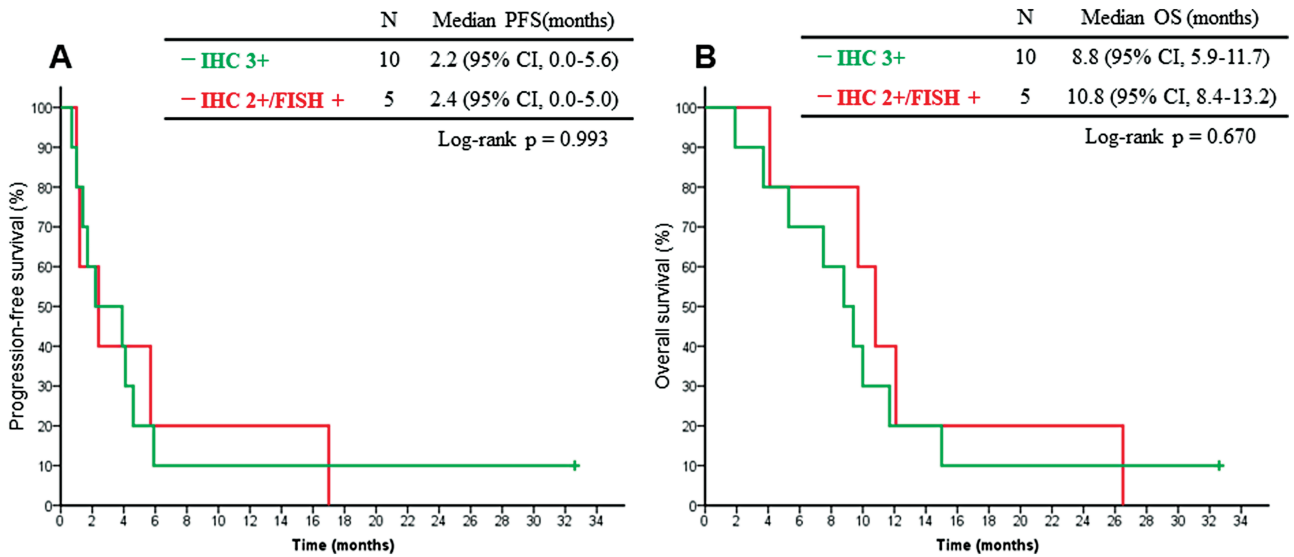 N Median PFS(months)
A
— IHC 3+ 10 2.2 (95% CI, 0.0-5.6)
— IHC 2+/FISH + 5 2.4 (95% CI, 0.0-5.0)
Log-rank p = 0.993
Progression-free survival (%)
100
90
80
70
60
50
40
30
20
10
0
0 2 4 6 8 10 12 14 16 18 20 22 24 26 28 30 32 34
Time (months)
N Median OS (months)
B
— IHC 3+ 10 8.8 (95% CI, 5.9-11.7)
— IHC 2+/FISH + 5 10.8 (95% CI, 8.4-13.2)
Log-rank p = 0.670
Overall survival (%)
100
90
80
70
60
50
40
30
20
10
0
0 2 4 6 8 10 12 14 16 18 20 22 24 26 28 30 32 34
Time (months)